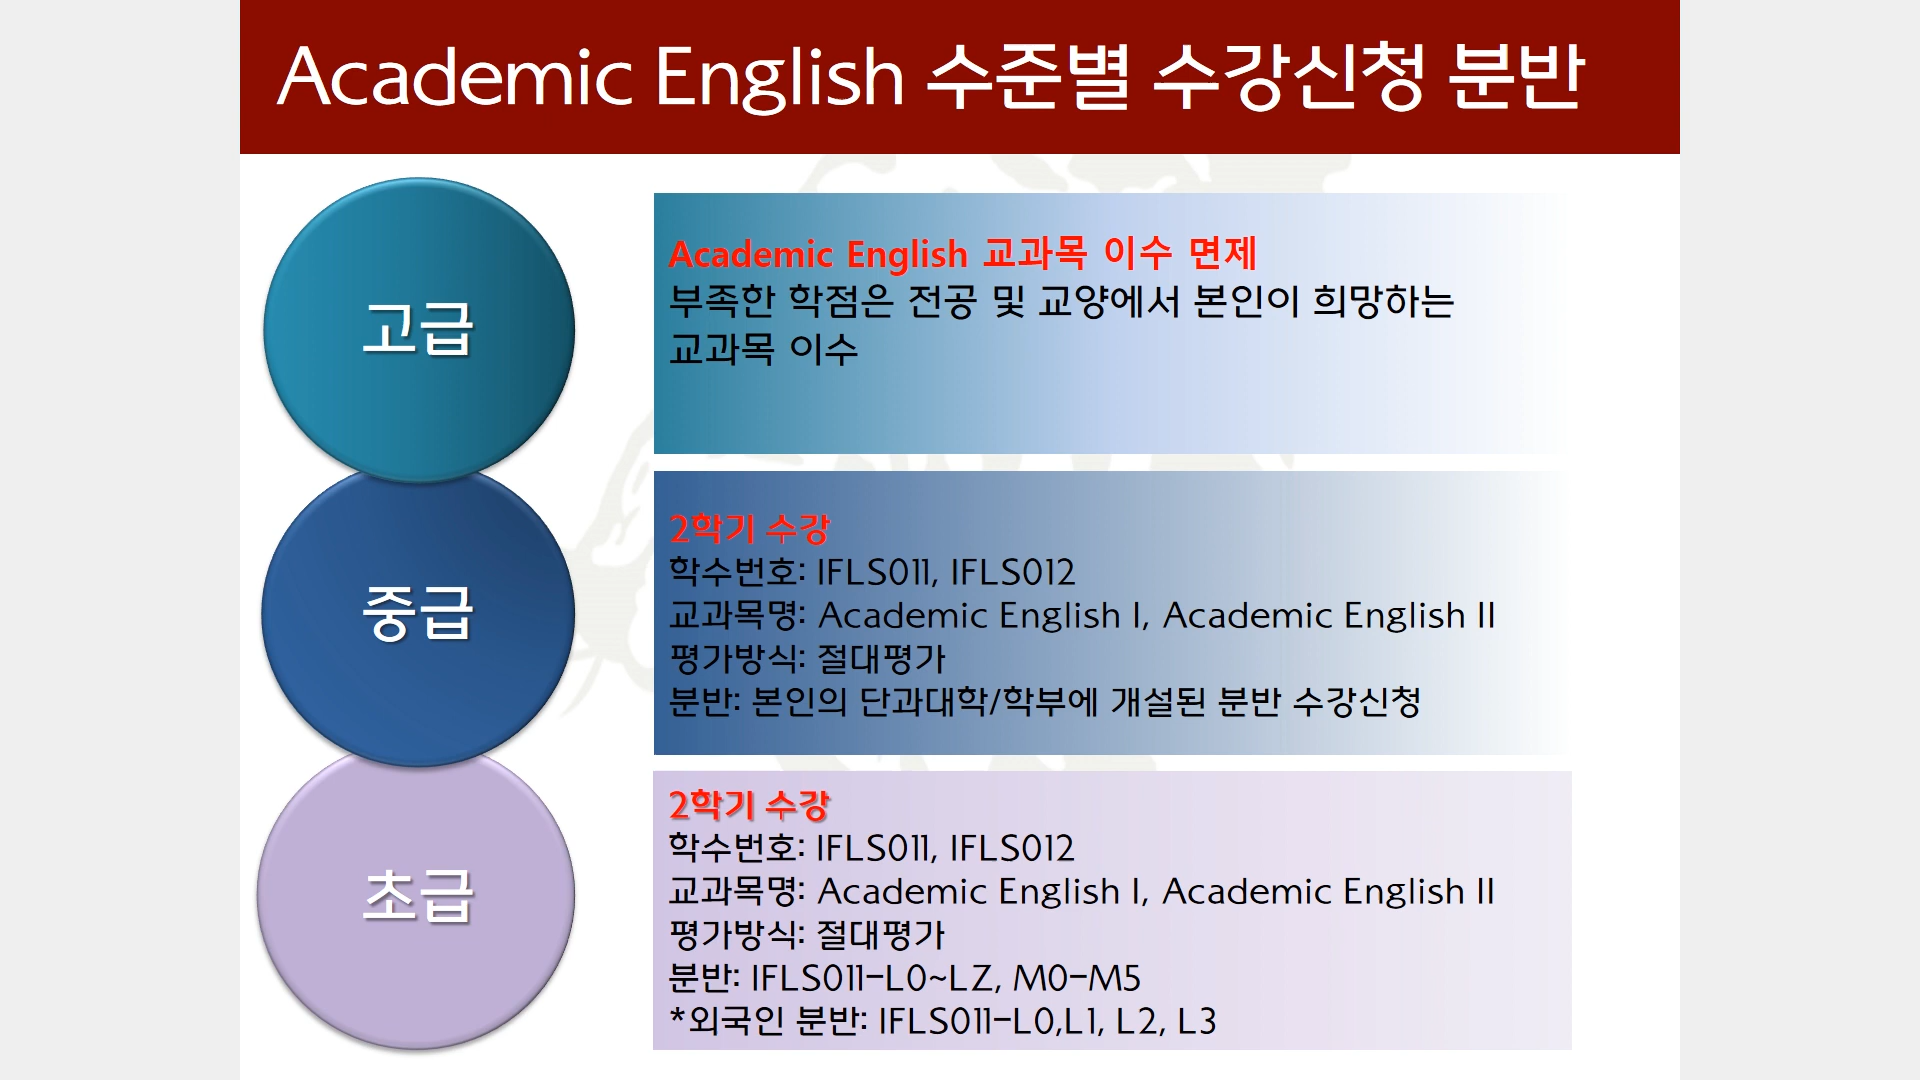 Academic English 수준별 수강신청 분반
고급
Academic English 교과목 이수 면제
부족한 학점은 전공 및 교양에서 본인이 희망하는
교과목 이수
중급
2학기 수강
학수번호: IFLS011, IFLS012
교과목명: Academic English I, Academic English II
평가방식: 절대평가
분반: 본인의 단과대학/학부에 개설된 분반 수강신청
초급
2학기 수강
학수번호: IFLS011, IFLS012
교과목명: Academic English I, Academic English II
평가방식: 절대평가
분반: IFLS011-L0~LZ, M0-M5
*외국인 분반: IFLS011-L0,L1, L2, L3